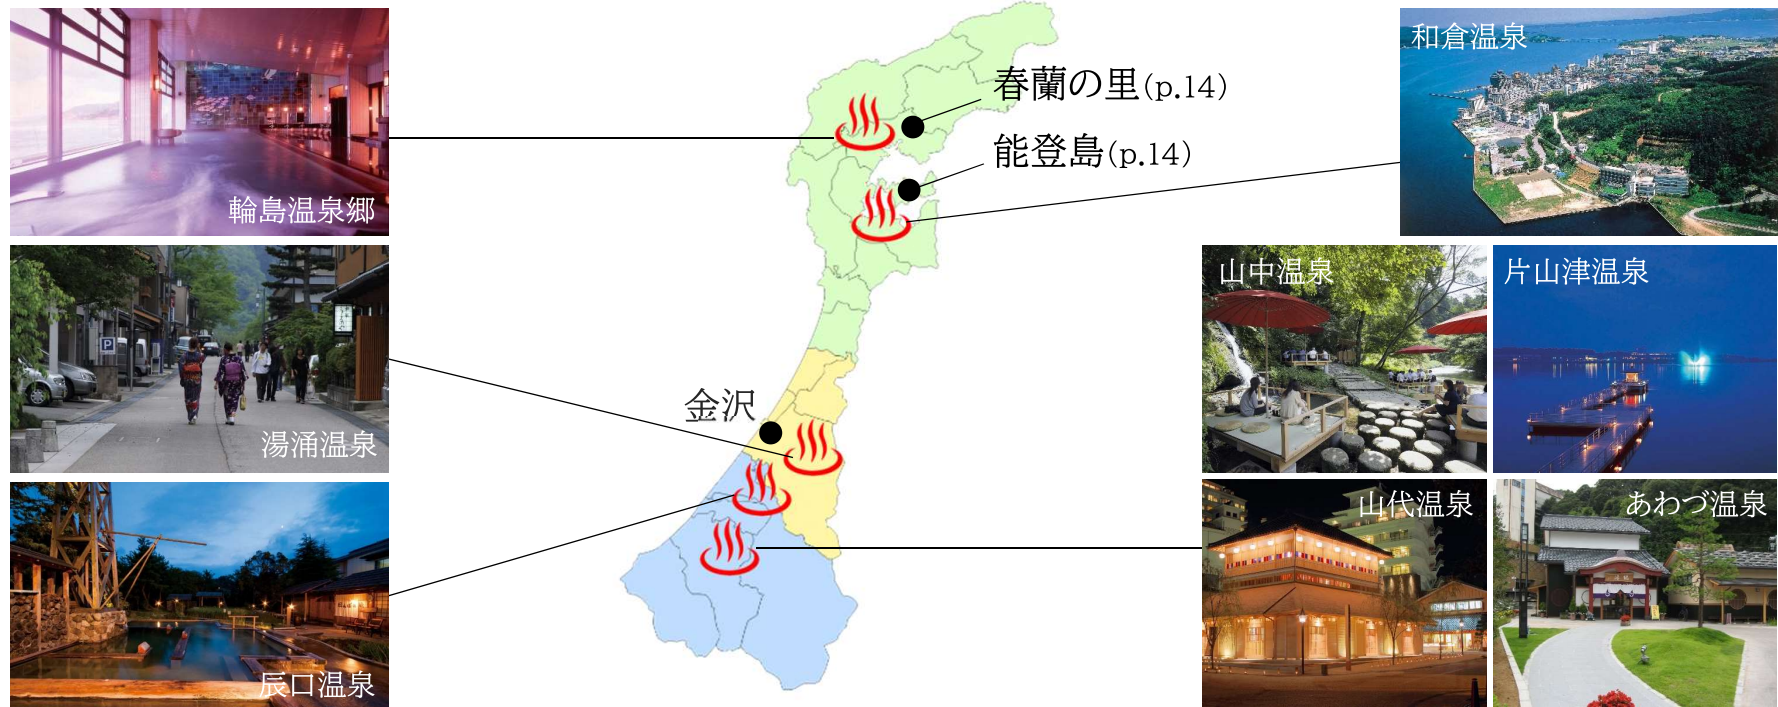 輪島温泉郷
湯涌温泉
辰口温泉
春蘭の里(p.14)
能登島(p.14)
金沢
和倉温泉
山中温泉
片山津温泉
山代温泉
あわづ温泉
P